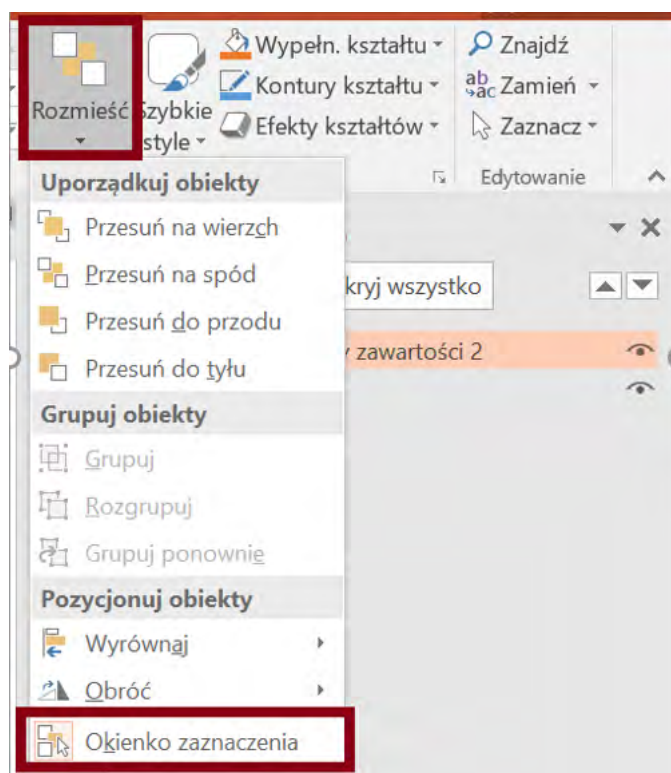 Rozmieść
Szybkie
style
Wypełn. kształtu
Kontury kształtu
Efekty kształtów
Znajdź
Zamień
Zaznacz
Edytowanie
Uporządkuj obiekty
Przesuń na wierzch
Przesuń na spód
Przesuń do przodu
Przesuń do tyłu
Grupuj obiekty
Grupuj
Rozgrupuj
Grupuj ponownie
Pozycjonuj obiekty
Wyrównaj
Obróć
Okienko zaznaczenia
kryj wszystko
zawartości 2